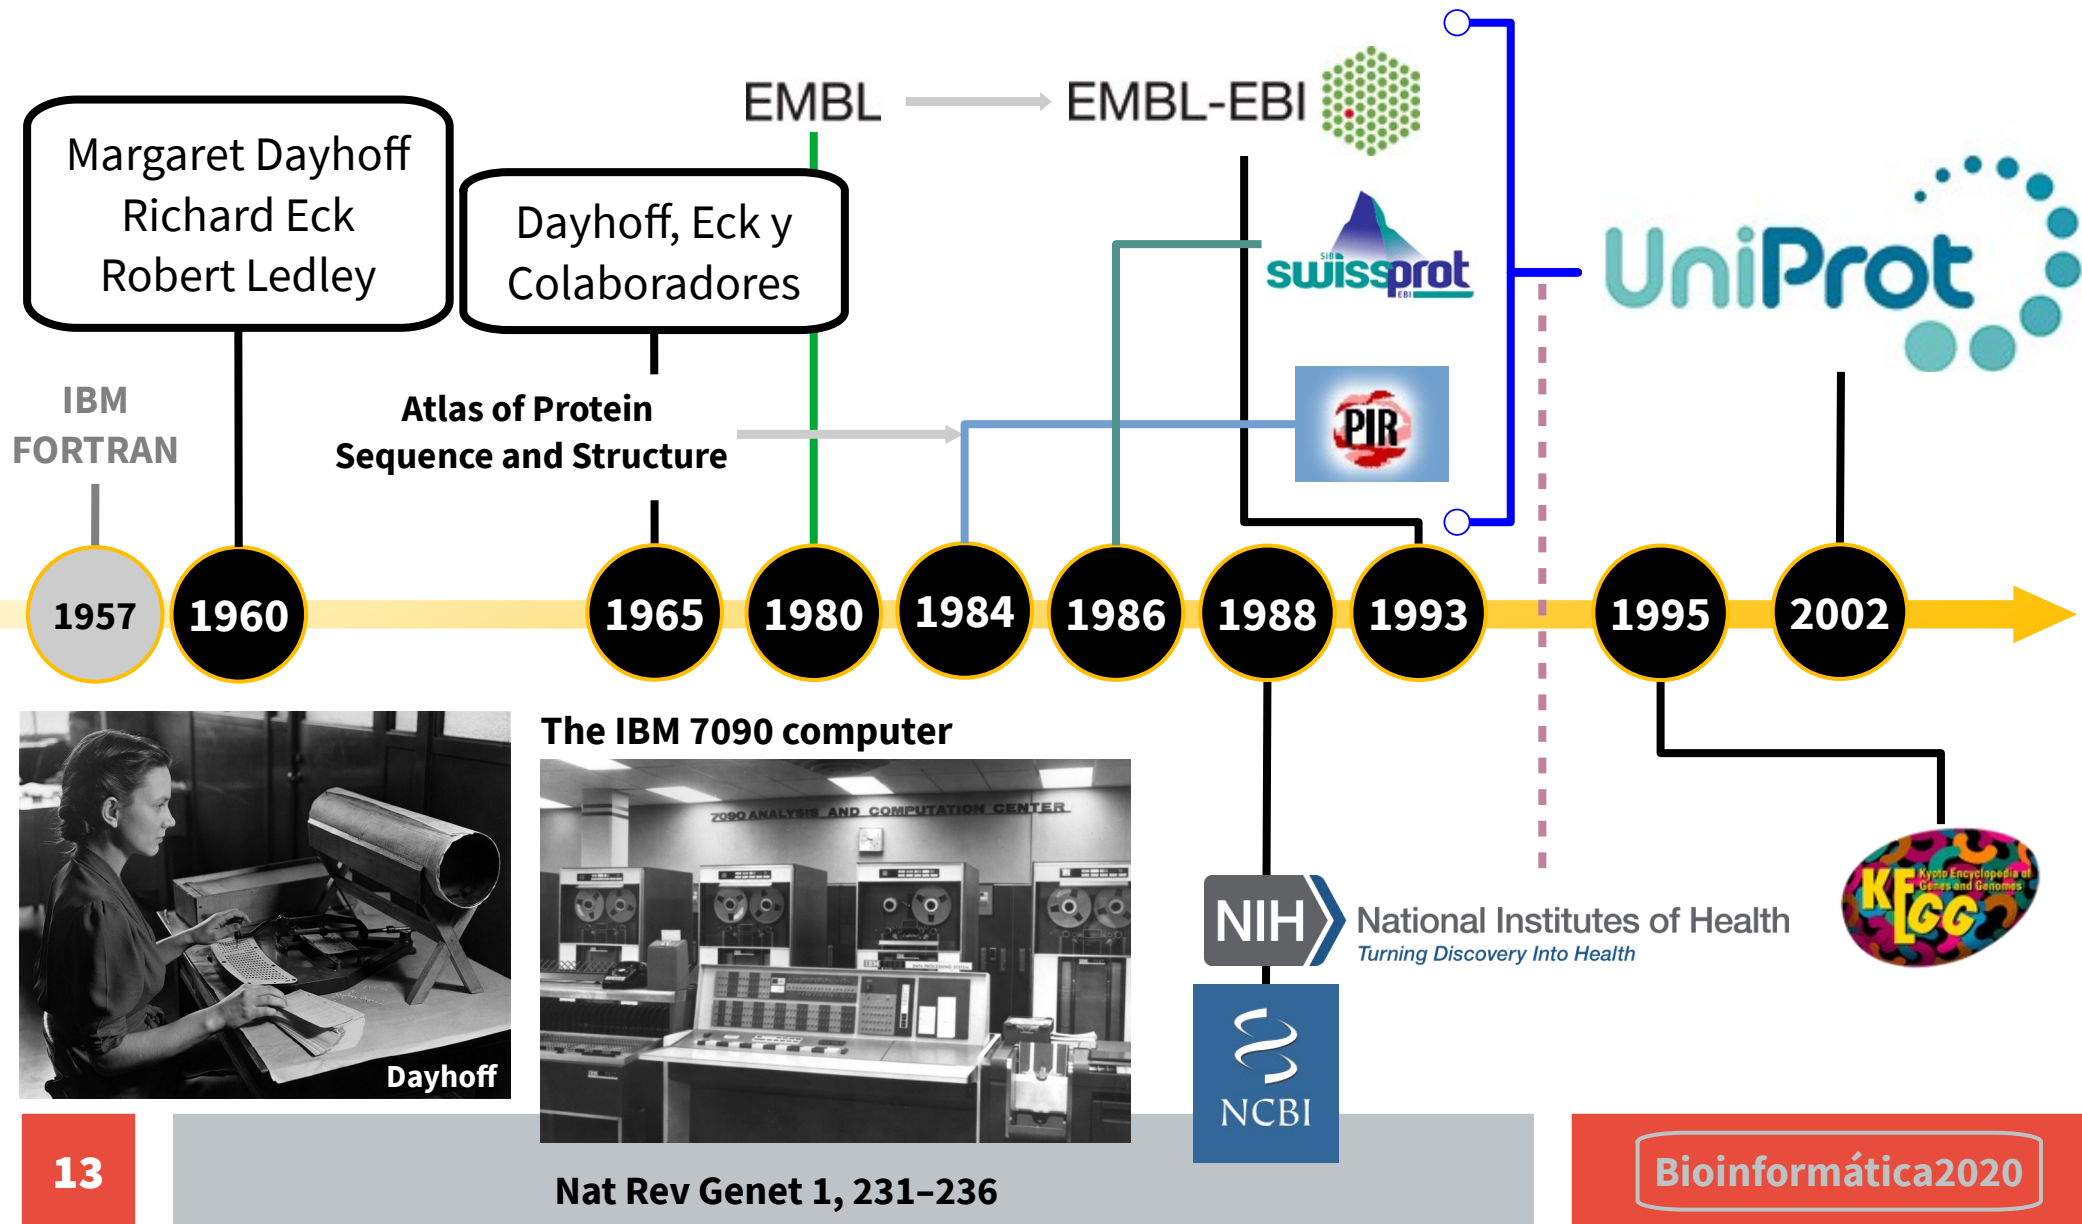 EMBL
EMBL-EBI
Margaret Dayhoff
Richard Eck
Robert Ledley
Dayhoff, Eck y
Colaboradores
SIB
swissprot
EBI
UniProt
IBM
FORTRAN
Atlas of Protein
Sequence and Structure
PIR
1957
1960
1965
1980
1984
1986
1988
1993
1995
2002
The IBM 7090 computer
7090 ANALYSIS AND COMPUTATION CENTER
Dayhoff
NIH
National Institutes of Health
Turning Discovery Into Health
KEGG
Kyoto Encyclopedia of
Genes and Genomes
NCBI
13
Nat Rev Genet 1, 231–236
Bioinformática2020